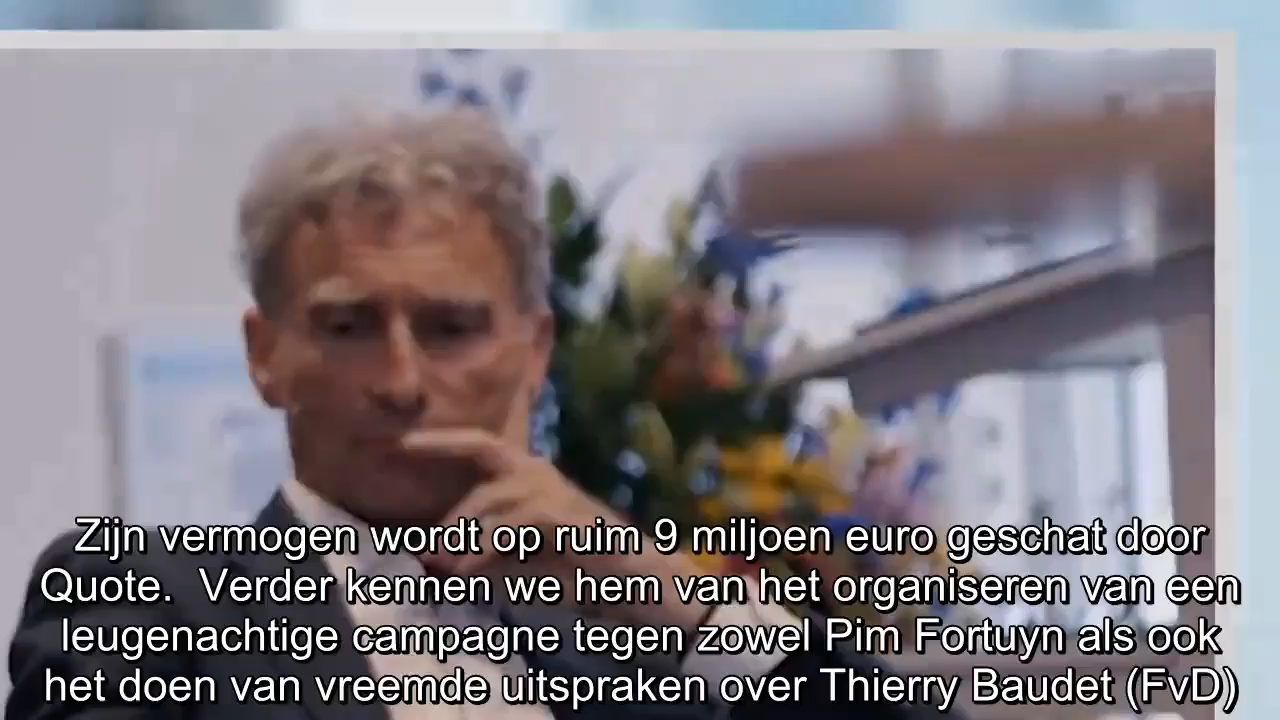 Zijn vermogen wordt op ruim 9 miljoen euro geschat door
Quote.  Verder kennen we hem van het organiseren van een
leugenachtige campagne tegen zowel Pim Fortuyn als ook
het doen van vreemde uitspraken over Thierry Baudet (FvD)